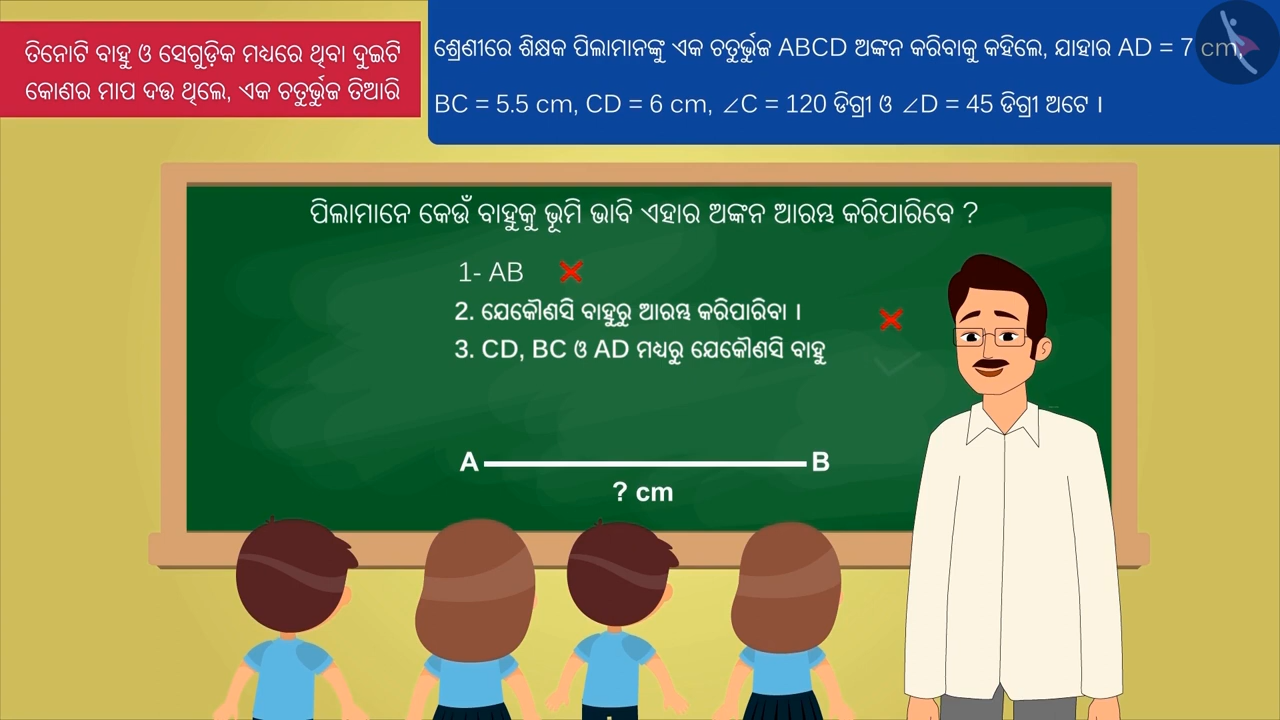 ତିନୋଟି ବାହୁ ଓ ସେଗୁଡ଼ିକ ମଧ୍ୟରେ ଥିବା ଦୁଇଟି
କୋଣର ମାପ ଦଉ ଥିଲେ, ଏକ ଚତୁର୍ଭୁଜ ତିଆରି
ଶ୍ରେଣୀରେ ଶିକ୍ଷକ ପିଲାମାନଙ୍କୁ ଏକ ଚତୁର୍ଭୁଜ ABCD ଅଙ୍କନ କରିବାକୁ କହିଲେ, ଯାହାର AD = 7 cm,
BC = 5.5 cm, CD = 6 cm, ∠C = 120 ଡିଗ୍ରୀ ଓ ∠D = 45 ଡିଗ୍ରୀ ଅଟେ ।
ପିଲାମାନେ କେଉଁ ବାହୁକୁ ଭୂମି ଭାବି ଏହାର ଅଙ୍କନ ଆରମ୍ଭ କରିପାରିବେ ?
1- AB
2. ଯେକୌଣସି ବାହୁରୁ ଆରମ୍ଭ କରିପାରିବା ।
3. CD, BC ଓ AD ମଧ୍ୟରୁ ଯେକୌଣସି ବାହୁ
A B
? cm